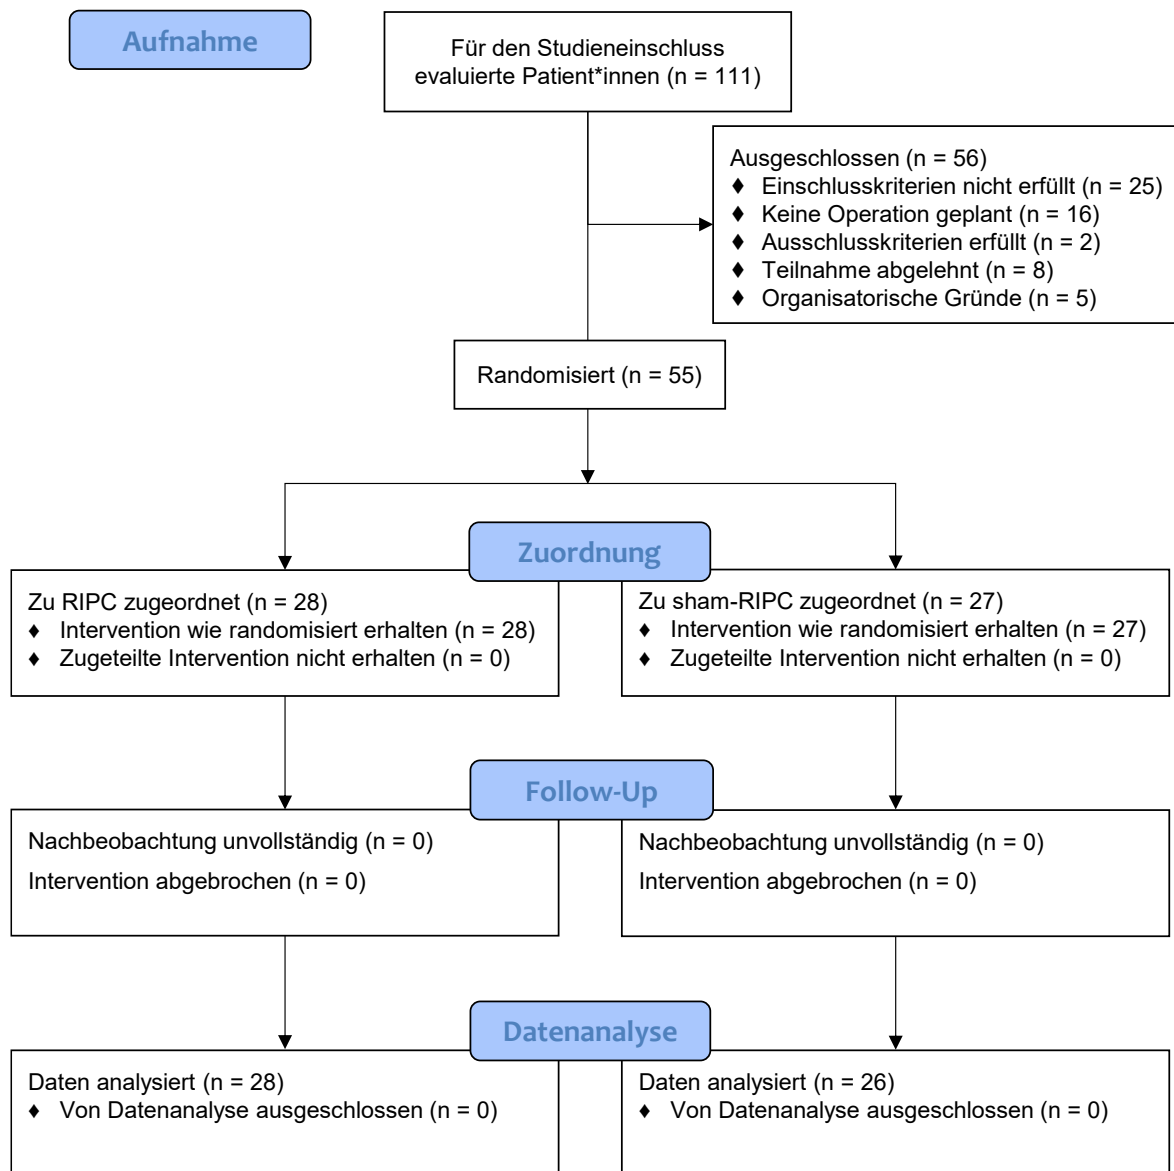 Aufnahme
Für den Studieneinschluss
evaluierte Patient*innen (n = 111)
Ausgeschlossen (n = 56)
♦ Einschlusskriterien nicht erfüllt (n = 25)
♦ Keine Operation geplant (n = 16)
♦ Ausschlusskriterien erfüllt (n = 2)
♦ Teilnahme abgelehnt (n = 8)
♦ Organisatorische Gründe (n = 5)
Randomisiert (n = 55)
Zuordnung
Zu RIPC zugeordnet (n = 28)
♦ Intervention wie randomisiert erhalten (n = 28)
♦ Zugeteilte Intervention nicht erhalten (n = 0)
Zu sham-RIPC zugeordnet (n = 27)
♦ Intervention wie randomisiert erhalten (n = 27)
♦ Zugeteilte Intervention nicht erhalten (n = 0)
Follow-Up
Nachbeobachtung unvollständig (n = 0)
Intervention abgebrochen (n = 0)
Nachbeobachtung unvollständig (n = 0)
Intervention abgebrochen (n = 0)
Datenanalyse
Daten analysiert (n = 28)
♦ Von Datenanalyse ausgeschlossen (n = 0)
Daten analysiert (n = 26)
♦ Von Datenanalyse ausgeschlossen (n = 0)